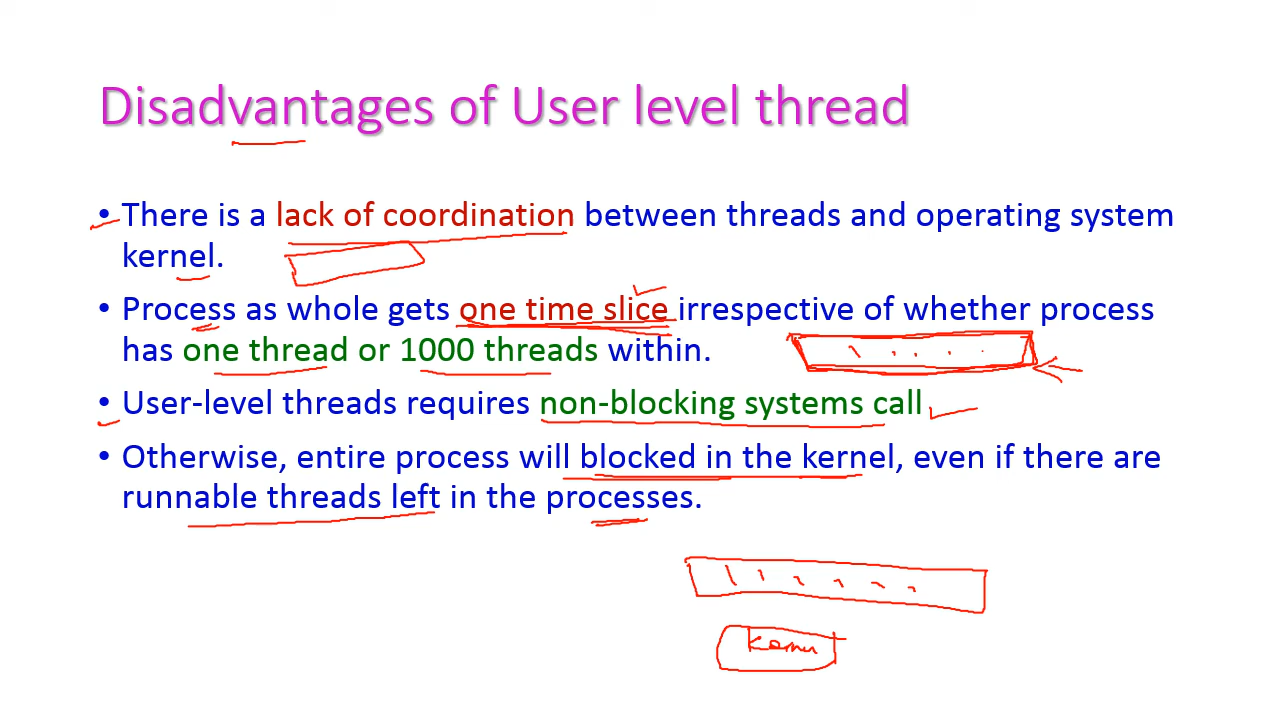 Disadvantages of User level thread
• There is a lack of coordination between threads and operating system
kernel.
• Process as whole gets one time slice irrespective of whether process
has one thread or 1000 threads within.
• User-level threads requires non-blocking systems call
• Otherwise, entire process will blocked in the kernel, even if there are
runnable threads left in the processes.